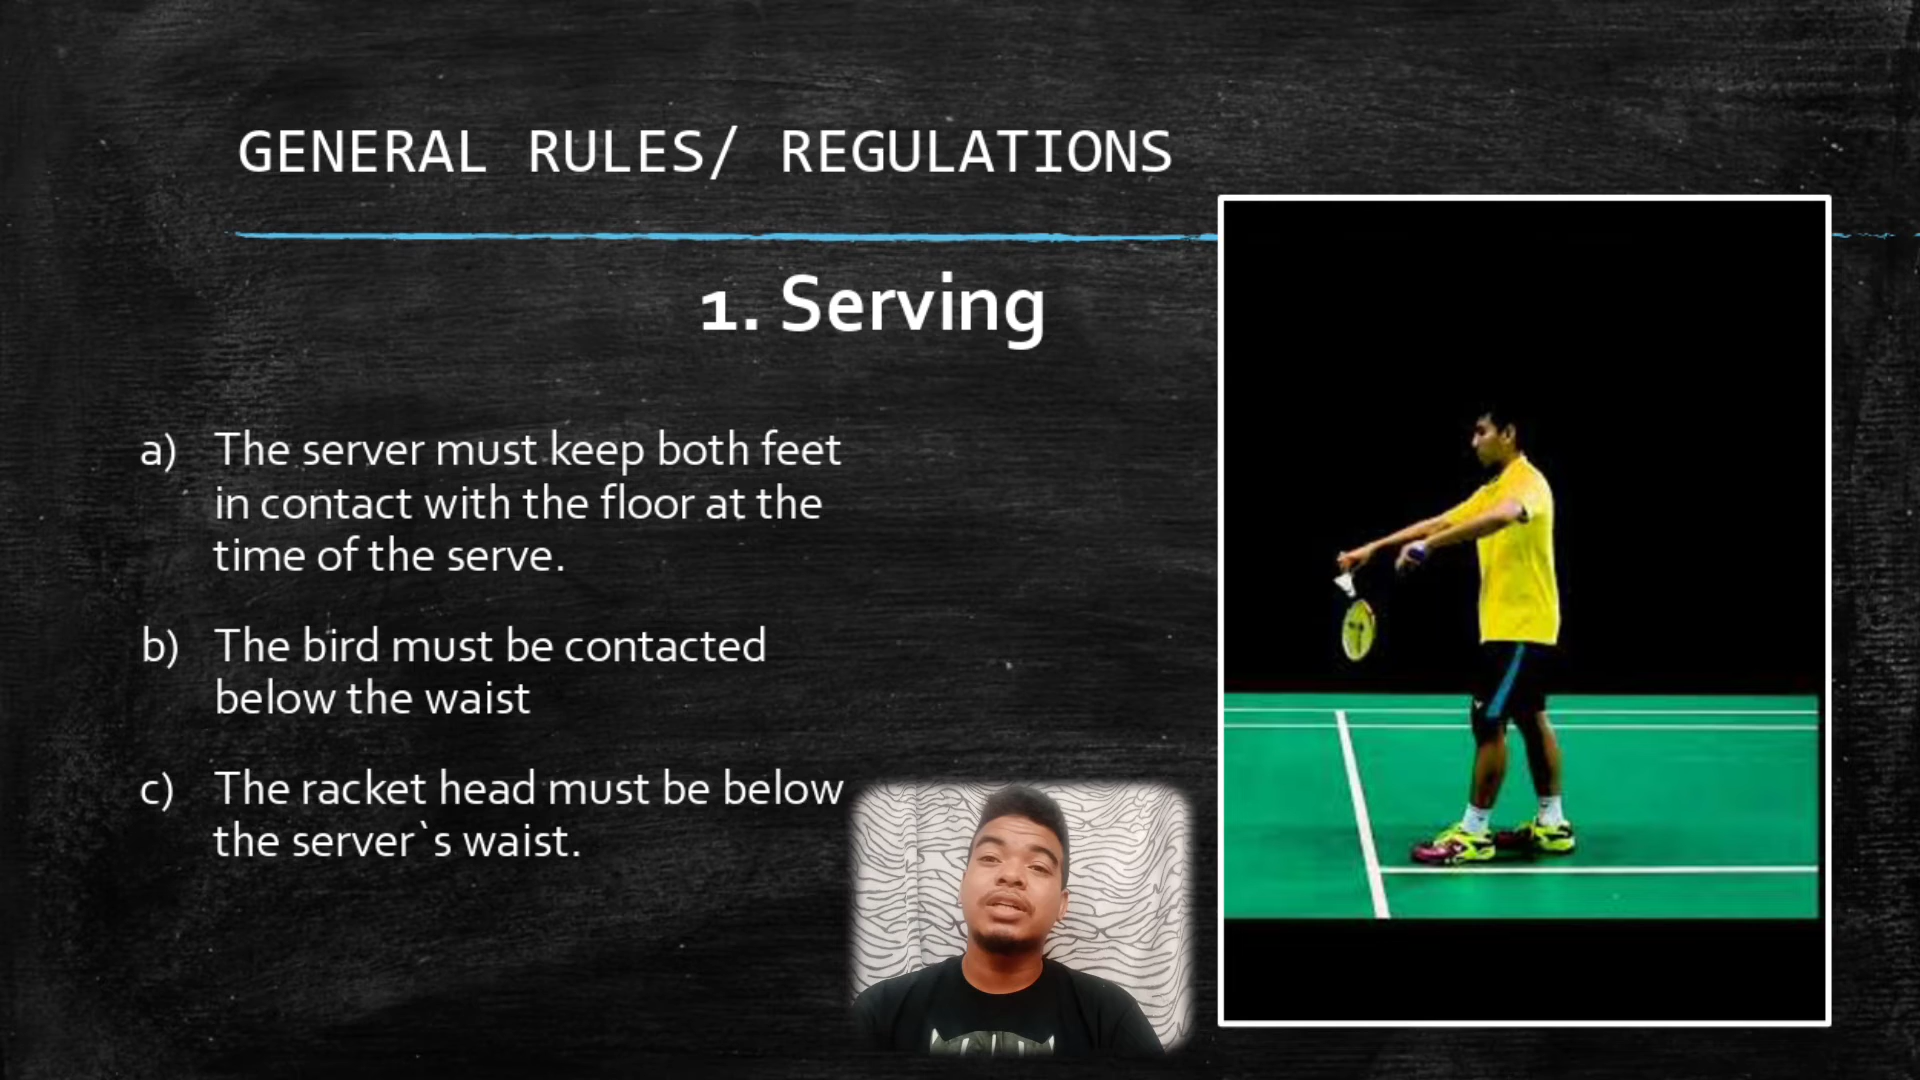 GENERAL RULES/ REGULATIONS
1. Serving
a) The server must keep both feet
in contact with the floor at the
time of the serve.
b) The bird must be contacted
below the waist
c) The racket head must be below
the server`s waist.